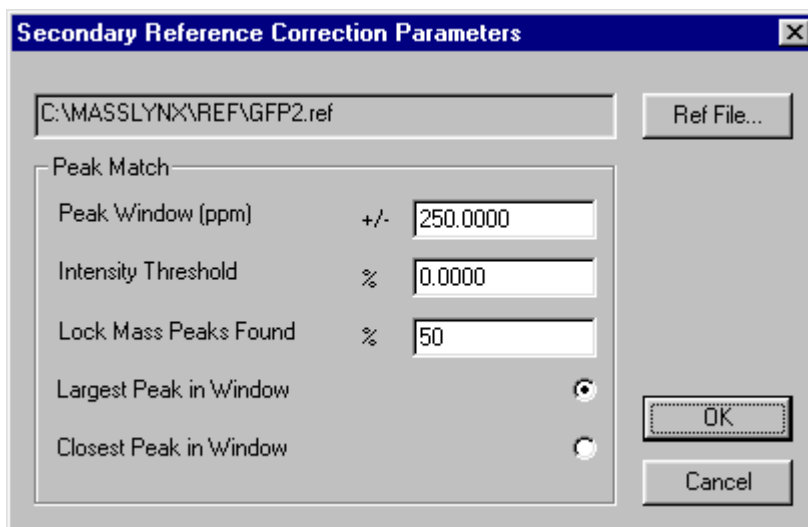 Secondary Reference Correction Parameters
C:\MASSLYNX\REF\GFP2.ref
Ref File...
Peak Match
Peak Window (ppm) +/- 250.0000
Intensity Threshold % 0.0000
Lock Mass Peaks Found % 50
Largest Peak in Window
Closest Peak in Window
OK
Cancel